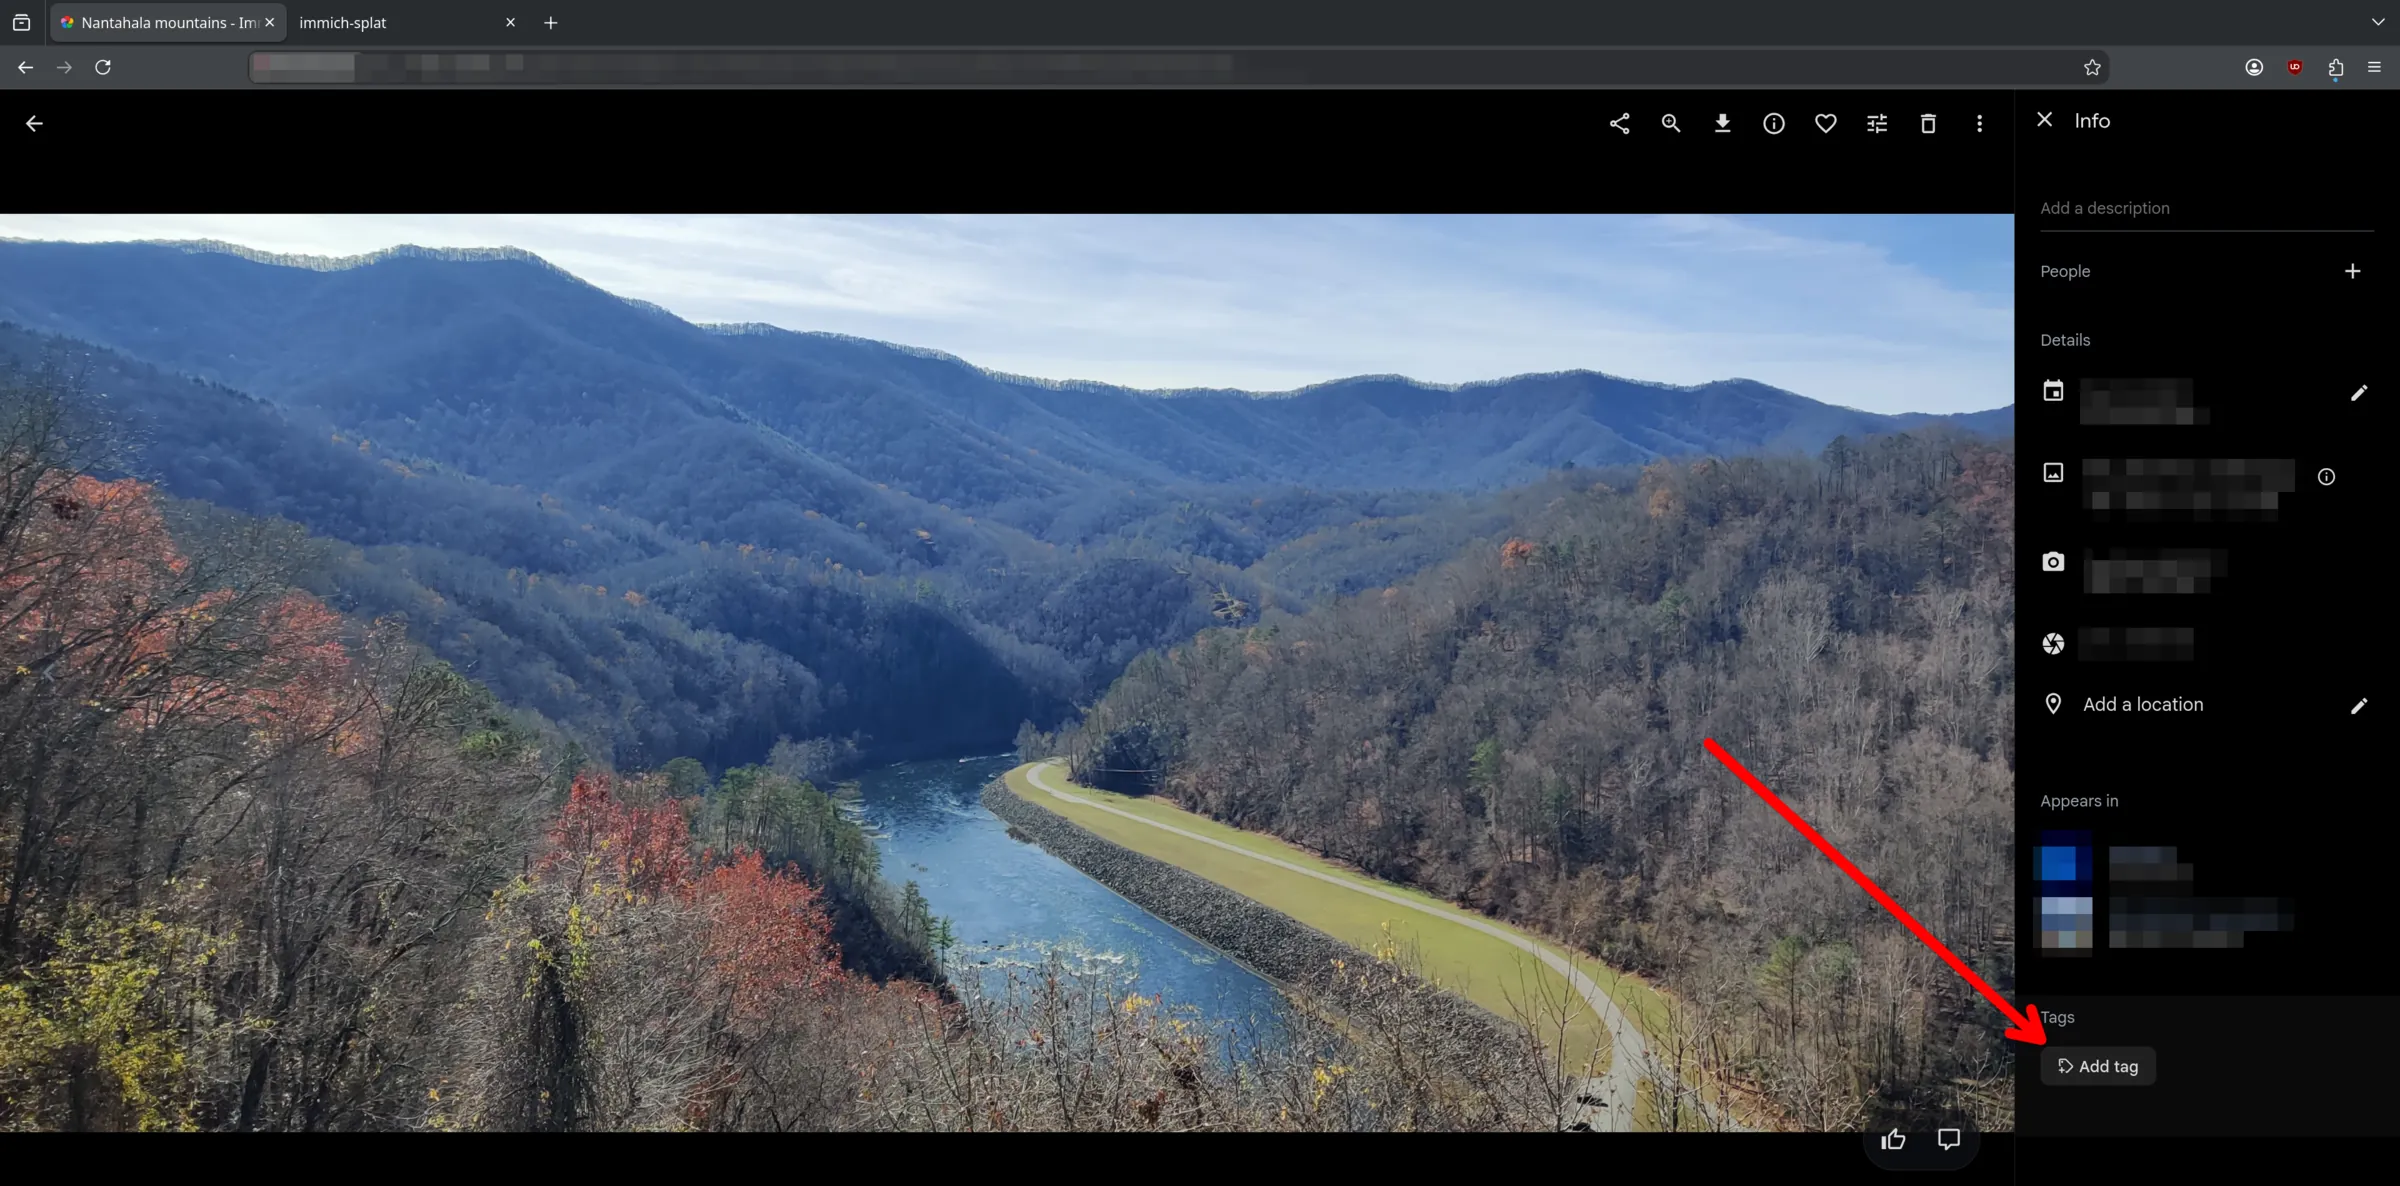 Nantahala mountains - Im
immich-splat
Info
Add a description
People
Details
Add a location
Appears in
Tags
Add tag